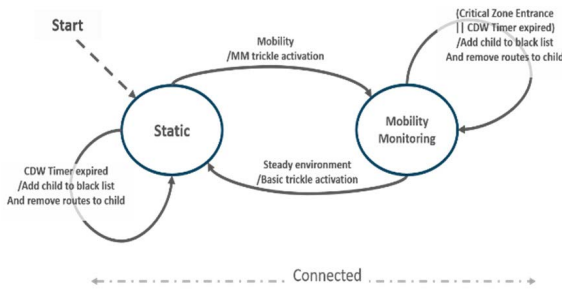 Start
(Critical Zone Entrance
|| CDW Timer expired)
/Add child to black list
And remove routes to child
Mobility
/MM trickle activation
Static
Mobility
Monitoring
CDW Timer expired
/Add child to black list
And remove routes to child
Steady environment
/Basic trickle activation
Connected